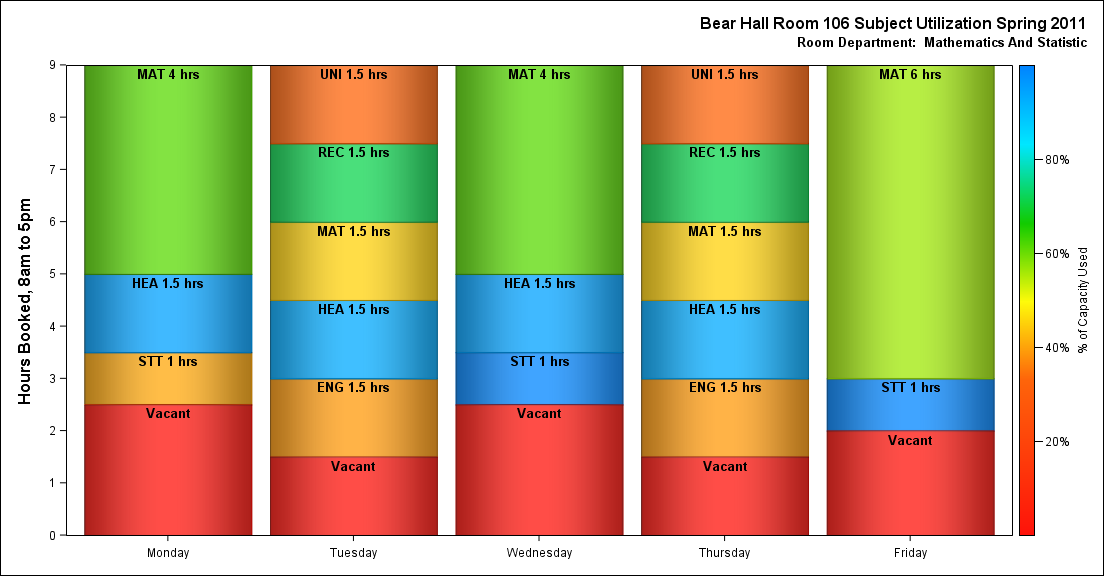 Bear Hall Room 106 Subject Utilization Spring 2011
Room Department:  Mathematics And Statistic
Hours Booked, 8am to 5pm
9
8
7
6
5
4
3
2
1
0
MAT 4 hrs
HEA 1.5 hrs
STT 1 hrs
Vacant
Monday
UNI 1.5 hrs
REC 1.5 hrs
MAT 1.5 hrs
HEA 1.5 hrs
ENG 1.5 hrs
Vacant
Tuesday
MAT 4 hrs
HEA 1.5 hrs
STT 1 hrs
Vacant
Wednesday
UNI 1.5 hrs
REC 1.5 hrs
MAT 1.5 hrs
HEA 1.5 hrs
ENG 1.5 hrs
Vacant
Thursday
MAT 6 hrs
STT 1 hrs
Vacant
Friday
80%
60%
40%
20%
% of Capacity Used